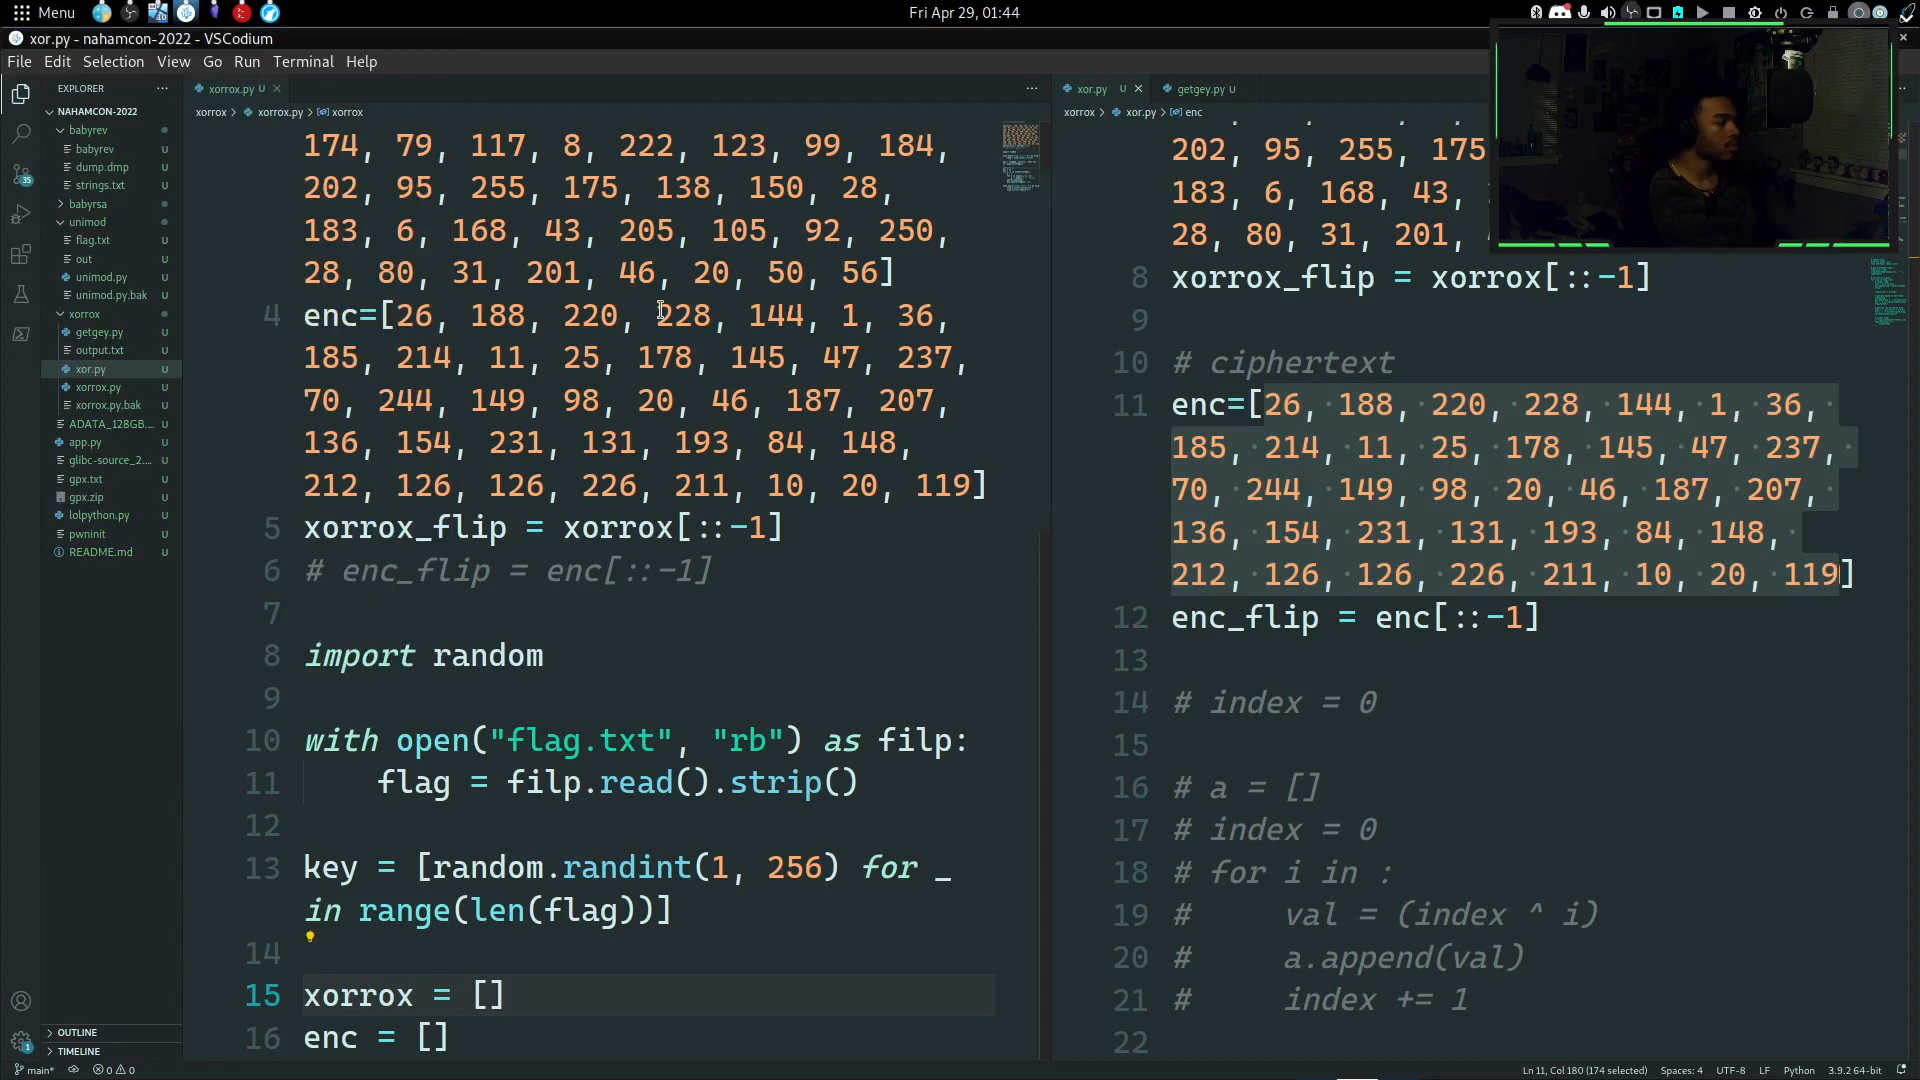 Menu
Fri Apr 29, 01:44
xor.py - nahamcon-2022 - VSCodium
File Edit Selection View Go Run Terminal Help
EXPLORER
NAHAMCON-2022
babyrev
babyrev U
dump.dmp U
strings.txt U
babyrsa
unimod
flag.txt U
out U
unimod.py U
unimod.py.bak U
xorrox
getgey.py U
output.txt U
xor.py U
xorrox.py U
xorrox.py.bak U
ADATA_128GB.... U
app.py U
glibc-source_2.... U
gpx.txt U
gpx.zip U
lolpython.py U
pwninit U
README.md U
OUTLINE
TIMELINE
35
1
xorrox.py U
xorrox > xorrox.py > xorrox
174, 79, 117, 8, 222, 123, 99, 184,
202, 95, 255, 175, 138, 150, 28,
183, 6, 168, 43, 205, 105, 92, 250,
28, 80, 31, 201, 46, 20, 50, 56]
4 enc=[26, 188, 220, 228, 144, 1, 36,
185, 214, 11, 25, 178, 145, 47, 237,
70, 244, 149, 98, 20, 46, 187, 207,
136, 154, 231, 131, 193, 84, 148,
212, 126, 126, 226, 211, 10, 20, 119]
5 xorrox_flip = xorrox[::-1]
6 # enc_flip = enc[::-1]
7
8 import random
9
10 with open("flag.txt", "rb") as filp:
11 flag = filp.read().strip()
12
13 key = [random.randint(1, 256) for _
in range(len(flag))]
14
15 xorrox = []
16 enc = []
xor.py U getgey.py U
xorrox > xor.py > enc
202, 95, 255, 175
183, 6, 168, 43,
28, 80, 31, 201,
8 xorrox_flip = xorrox[::-1]
9
10 # ciphertext
11 enc=[26, 188, 220, 228, 144, 1, 36,
185, 214, 11, 25, 178, 145, 47, 237,
70, 244, 149, 98, 20, 46, 187, 207,
136, 154, 231, 131, 193, 84, 148,
212, 126, 126, 226, 211, 10, 20, 119]
12 enc_flip = enc[::-1]
13
14 # index = 0
15
16 # a = []
17 # index = 0
18 # for i in :
19 # val = (index ^ i)
20 # a.append(val)
21 # index += 1
22
main* 0 0
Ln 11, Col 180 (174 selected) Spaces: 4 UTF-8 LF Python 3.9.2 64-bit